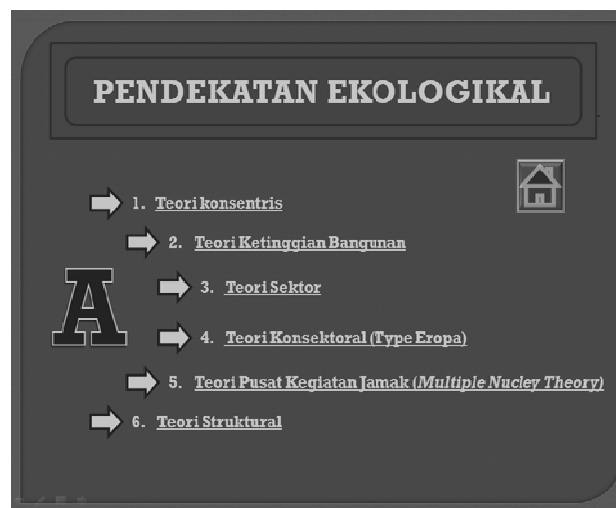 PENDEKATAN EKOLOGIKAL
1. Teori konsentris
2. Teori Ketinggian Bangunan
A
3. Teori Sektor
4. Teori Konsektoral (Type Eropa)
5. Teori Pusat Kegiatan Jamak (Multiple Nucley Theory)
6. Teori Struktural